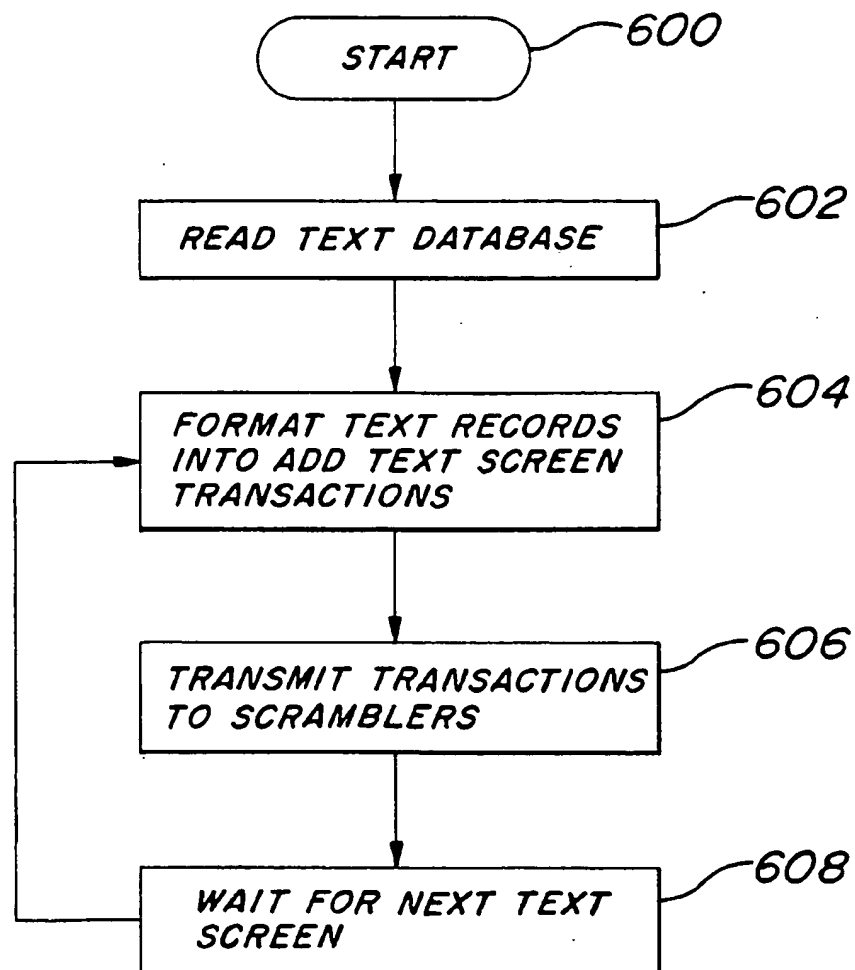 600
START
602
READ TEXT DATABASE
604
FORMAT TEXT RECORDS
INTO ADD TEXT SCREEN
TRANSACTIONS
606
TRANSMIT TRANSACTIONS
TO SCRAMBLERS
608
WAIT FOR NEXT TEXT
SCREEN